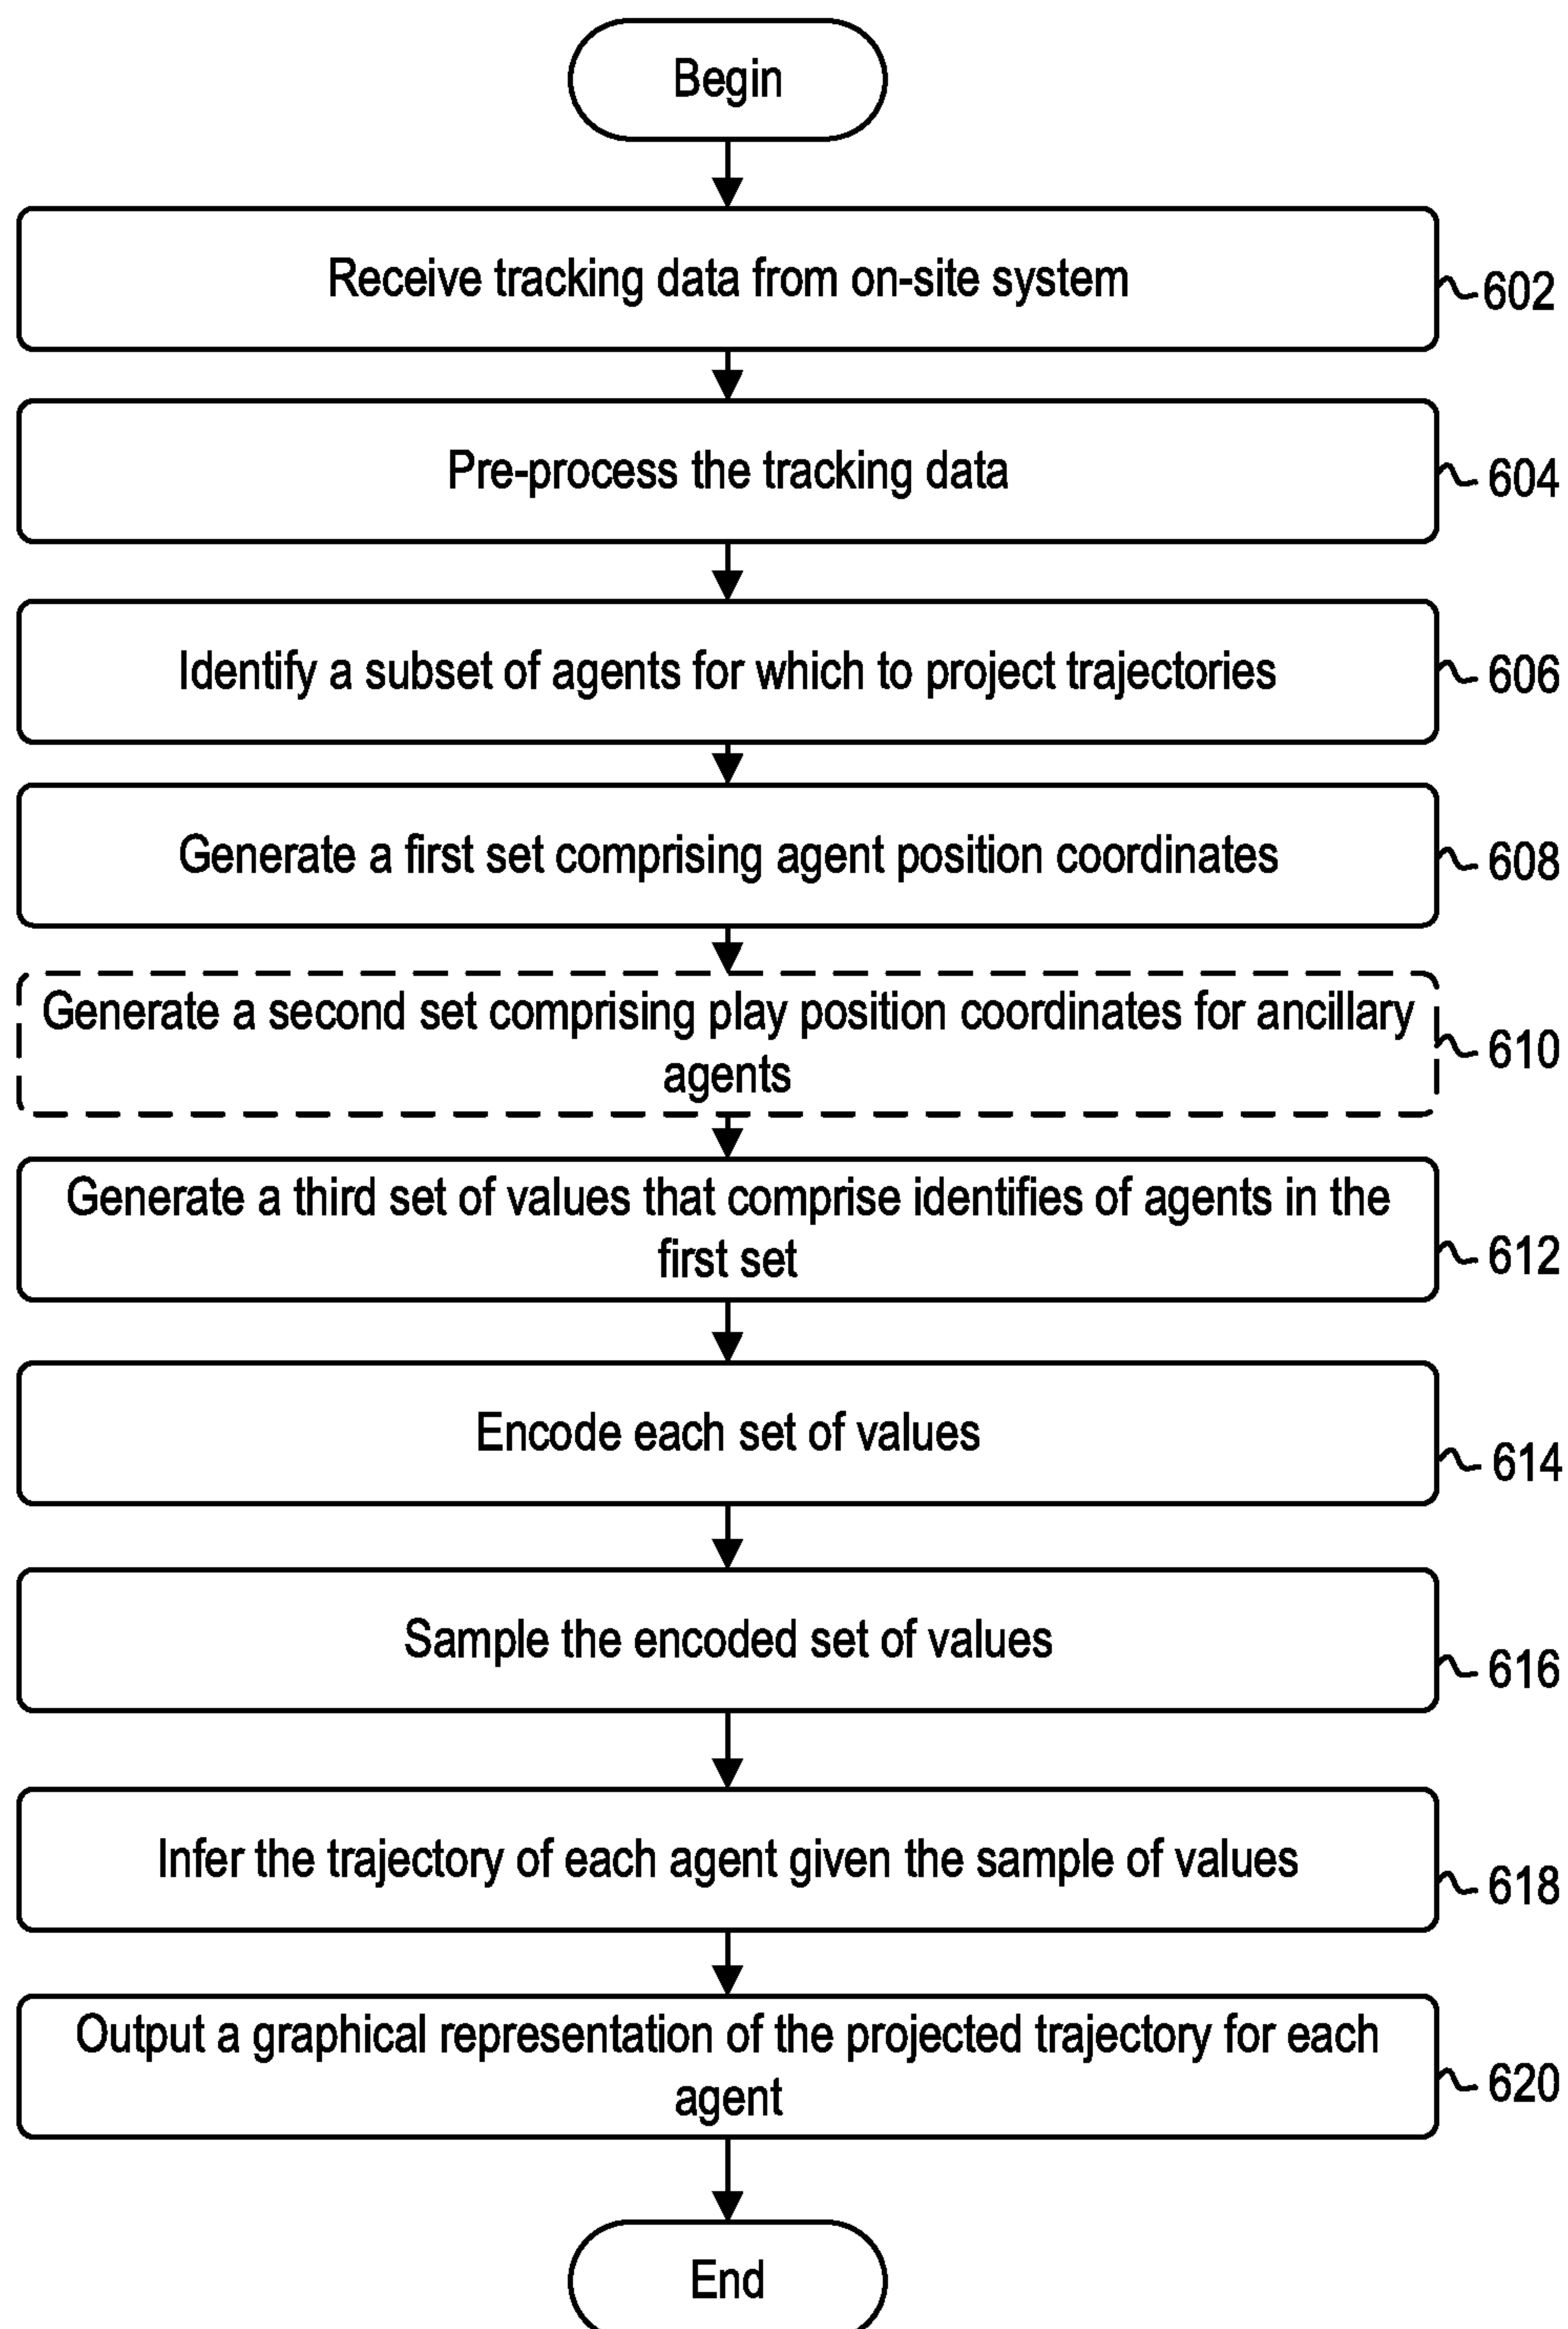 Begin
Receive tracking data from on-site system
602
Pre-process the tracking data
604
Identify a subset of agents for which to project trajectories
606
Generate a first set comprising agent position coordinates
608
Generate a second set comprising play position coordinates for ancillary
agents
610
Generate a third set of values that comprise identifies of agents in the
first set
612
Encode each set of values
614
Sample the encoded set of values
616
Infer the trajectory of each agent given the sample of values
618
Output a graphical representation of the projected trajectory for each
agent
620
End